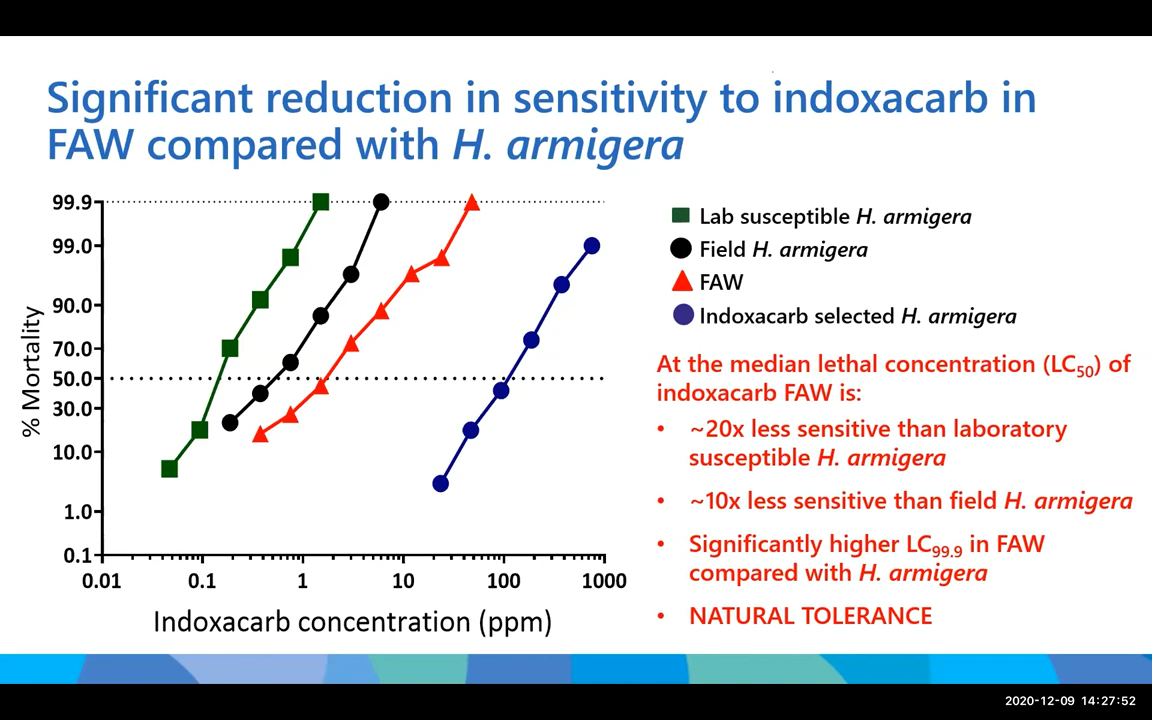 Significant reduction in sensitivity to indoxacarb in
FAW compared with H. armigera
% Mortality
99.9
99.0
90.0
70.0
50.0
30.0
10.0
1.0
0.1
0.01 0.1 1 10 100 1000
Indoxacarb concentration (ppm)
Lab susceptible H. armigera
Field H. armigera
FAW
Indoxacarb selected H. armigera
At the median lethal concentration (LC50) of
indoxacarb FAW is:
• ~20x less sensitive than laboratory
susceptible H. armigera
• ~10x less sensitive than field H. armigera
• Significantly higher LC99.9 in FAW
compared with H. armigera
• NATURAL TOLERANCE
2020-12-09 14:27:52